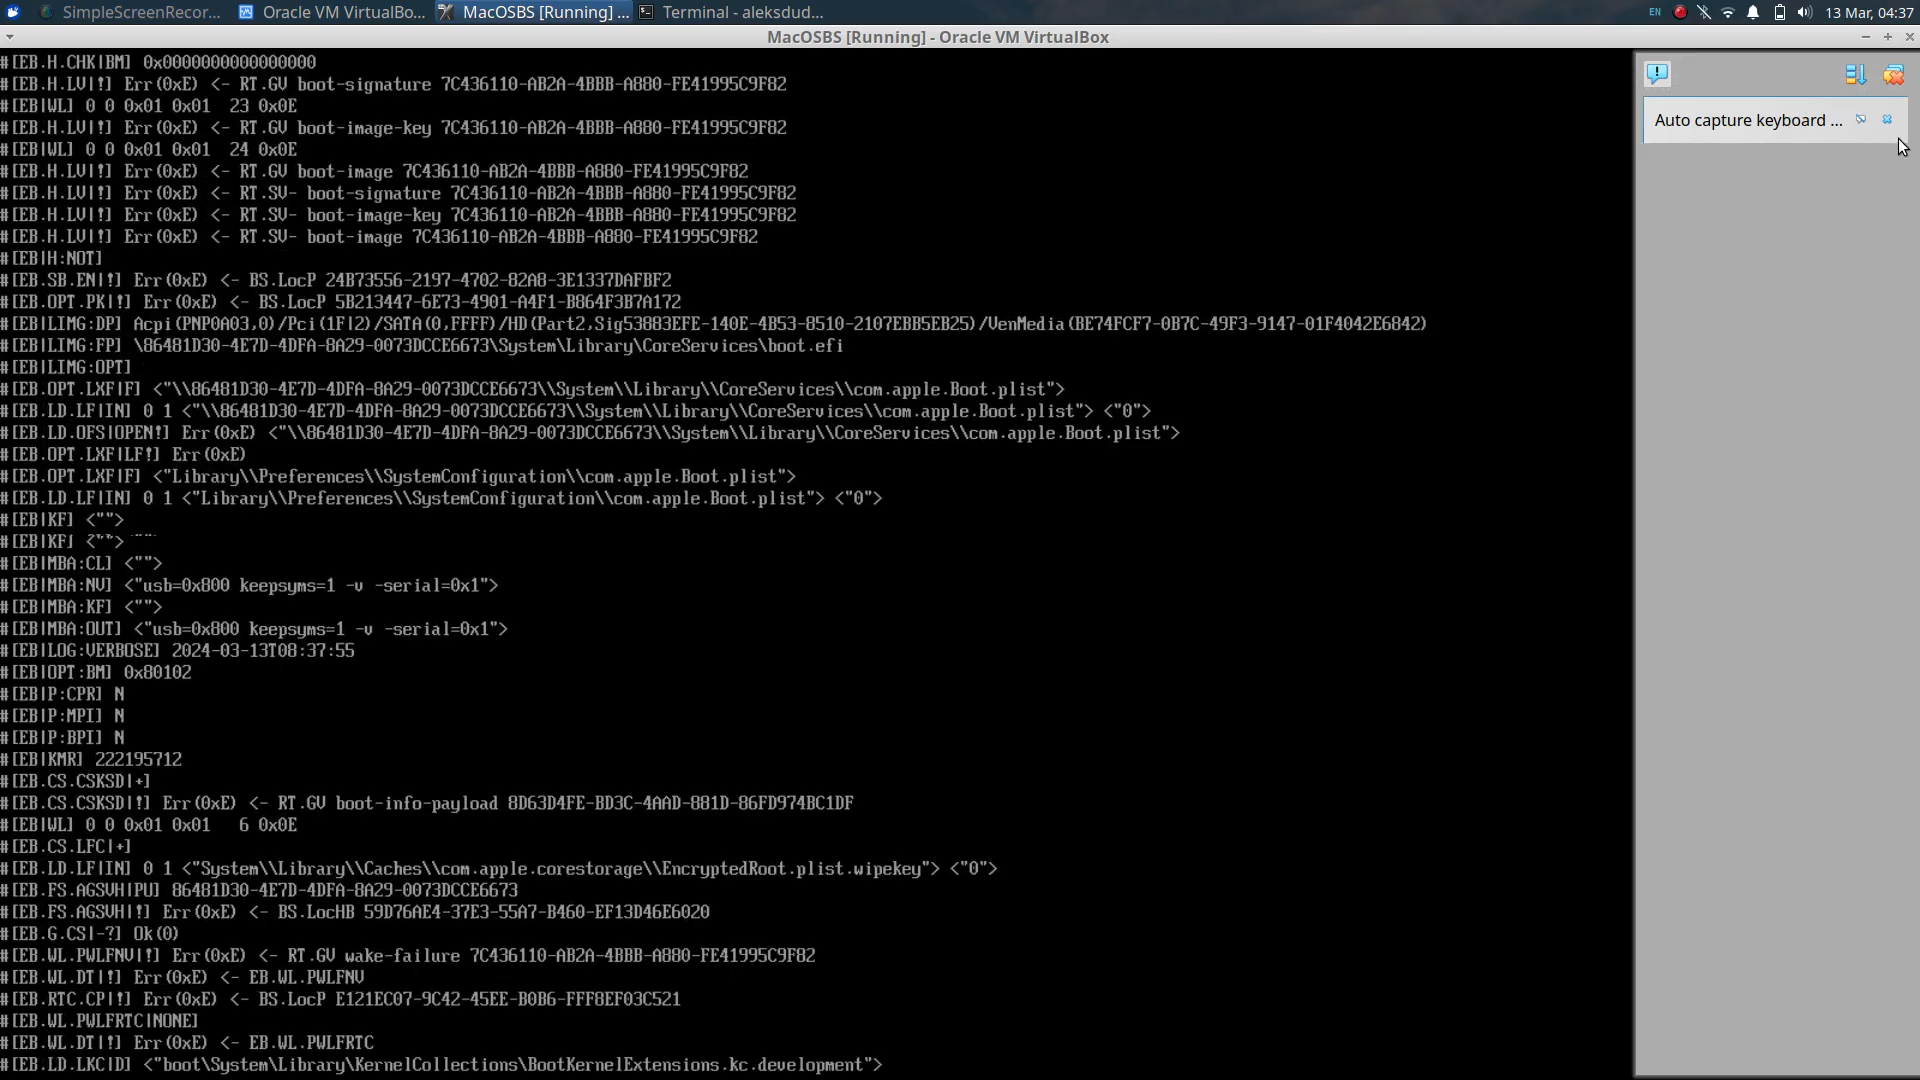 SimpleScreenRecor...
Oracle VM VirtualBo...
MacOSBS [Running] ...
Terminal - aleksdud...
EN
13 Mar, 04:37
MacOSBS [Running] - Oracle VM VirtualBox
#[EB.H.CHK|BM] 0x0000000000000000
#[EB.H.LV|!] Err(0xE) <- RT.GV boot-signature 7C436110-AB2A-4BBB-A880-FE41995C9F82
#[EB|WL] 0 0 0x01 0x01  23 0x0E
#[EB.H.LV|!] Err(0xE) <- RT.GV boot-image-key 7C436110-AB2A-4BBB-A880-FE41995C9F82
#[EB|WL] 0 0 0x01 0x01  24 0x0E
#[EB.H.LV|!] Err(0xE) <- RT.GV boot-image 7C436110-AB2A-4BBB-A880-FE41995C9F82
#[EB.H.LV|!] Err(0xE) <- RT.SV- boot-signature 7C436110-AB2A-4BBB-A880-FE41995C9F82
#[EB.H.LV|!] Err(0xE) <- RT.SV- boot-image-key 7C436110-AB2A-4BBB-A880-FE41995C9F82
#[EB.H.LV|!] Err(0xE) <- RT.SV- boot-image 7C436110-AB2A-4BBB-A880-FE41995C9F82
#[EB|H:NOT]
#[EB.SB.EN|!] Err(0xE) <- BS.LocP 24B73556-2197-4702-82A8-3E1337DAFBF2
#[EB.OPT.PK|!] Err(0xE) <- BS.LocP 5B213447-6E73-4901-A4F1-B864F3B7A172
#[EB|LIMG:DP] Acpi(PNP0A03,0)/Pci(1F|2)/SATA(0,FFFF)/HD(Part2,Sig53883EFE-140E-4B53-8510-2107EBB5EB25)/VenMedia(BE74FCF7-0B7C-49F3-9147-01F4042E6842)
#[EB|LIMG:FP] \86481D30-4E7D-4DFA-8A29-0073DCCE6673\System\Library\CoreServices\boot.efi
#[EB|LIMG:OPT]
#[EB.OPT.LXF|F] <"\\86481D30-4E7D-4DFA-8A29-0073DCCE6673\\System\\Library\\CoreServices\\com.apple.Boot.plist">
#[EB.LD.LF|IN] 0 1 <"\\86481D30-4E7D-4DFA-8A29-0073DCCE6673\\System\\Library\\CoreServices\\com.apple.Boot.plist"> <"0">
#[EB.LD.OFS|OPEN!] Err(0xE) <"\\86481D30-4E7D-4DFA-8A29-0073DCCE6673\\System\\Library\\CoreServices\\com.apple.Boot.plist">
#[EB.OPT.LXF|LF!] Err(0xE)
#[EB.OPT.LXF|F] <"Library\\Preferences\\SystemConfiguration\\com.apple.Boot.plist">
#[EB.LD.LF|IN] 0 1 <"Library\\Preferences\\SystemConfiguration\\com.apple.Boot.plist"> <"0">
#[EB|KF] <"">
#[EB|KF] <"">
#[EB|MBA:CL] <"">
#[EB|MBA:NV] <"usb=0x800 keepsyms=1 -v -serial=0x1">
#[EB|MBA:KF] <"">
#[EB|MBA:OUT] <"usb=0x800 keepsyms=1 -v -serial=0x1">
#[EB|LOG:VERBOSE] 2024-03-13T08:37:55
#[EB|OPT:BM] 0x80102
#[EB|P:CPR] N
#[EB|P:MPI] N
#[EB|P:BPI] N
#[EB|KMR] 222195712
#[EB.CS.CSKSD|+]
#[EB.CS.CSKSD|!] Err(0xE) <- RT.GV boot-info-payload 8D63D4FE-BD3C-4AAD-881D-86FD974BC1DF
#[EB|WL] 0 0 0x01 0x01   6 0x0E
#[EB.CS.LFC|+]
#[EB.LD.LF|IN] 0 1 <"System\\Library\\Caches\\com.apple.corestorage\\EncryptedRoot.plist.wipekey"> <"0">
#[EB.FS.AGSVH|PU] 86481D30-4E7D-4DFA-8A29-0073DCCE6673
#[EB.FS.AGSVH|!] Err(0xE) <- BS.LocHB 59D76AE4-37E3-55A7-B460-EF13D46E6020
#[EB.G.CS|-?] Ok(0)
#[EB.WL.PWLFNV|!] Err(0xE) <- RT.GV wake-failure 7C436110-AB2A-4BBB-A880-FE41995C9F82
#[EB.WL.DT|!] Err(0xE) <- EB.WL.PWLFNV
#[EB.RTC.CP|!] Err(0xE) <- BS.LocP E121EC07-9C42-45EE-B0B6-FFF8EF03C521
#[EB.WL.PWLFRTC|NONE]
#[EB.WL.DT|!] Err(0xE) <- EB.WL.PWLFRTC
#[EB.LD.LKC|D] <"boot\System\Library\KernelCollections\BootKernelExtensions.kc.development">
Auto capture keyboard ...